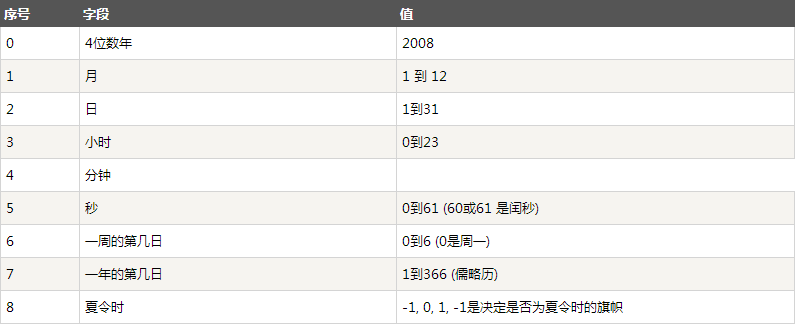 序号 字段 值
0 4位数年 2008
1 月 1 到 12
2 日 1到31
3 小时 0到23
4 分钟
5 秒 0到61 (60或61 是闰秒)
6 一周的第几日 0到6 (0是周一)
7 一年的第几日 1到366 (儒略历)
8 夏令时 -1, 0, 1, -1是决定是否为夏令时的旗帜